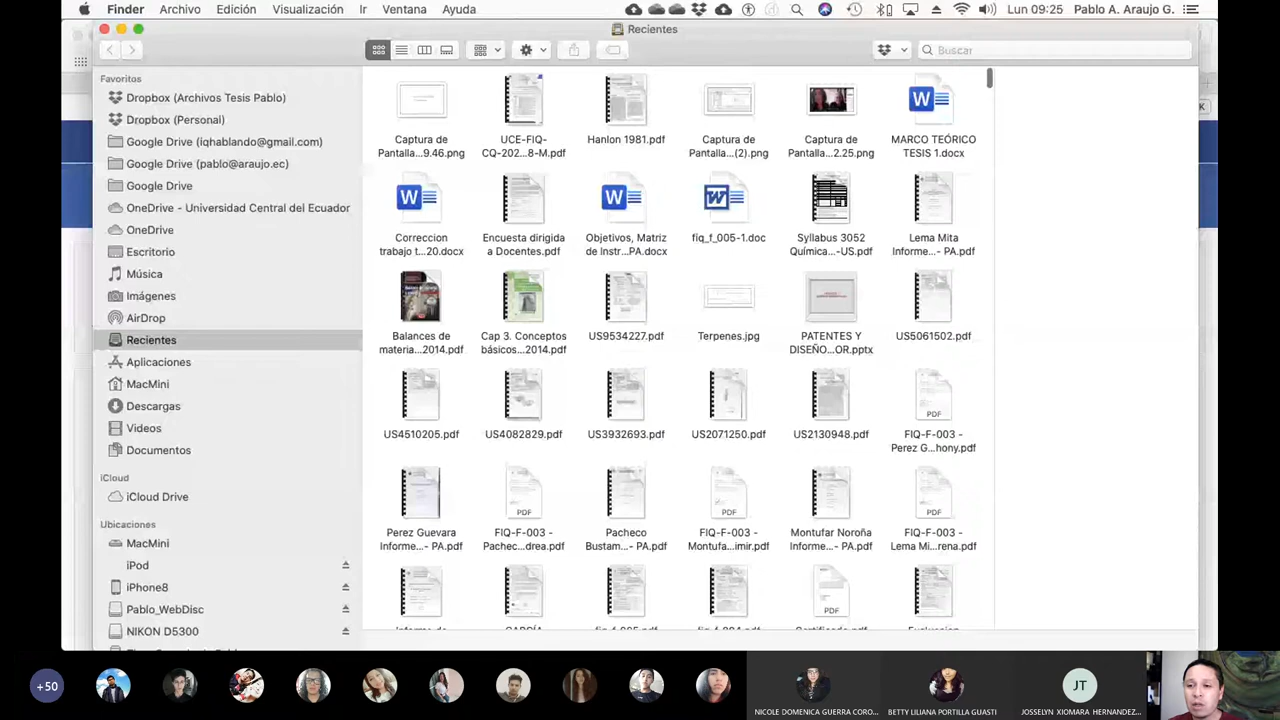 Finder Archivo Edición Visualización Ir Ventana Ayuda Lun 09:25 Pablo A. Araujo G.
Recientes
Buscar
K
Favoritos
Dropbox (Archivos Tesis Pablo)
Dropbox (Personal)
Google Drive (iqhablando@gmail.com)
Google Drive (pablo@araujo.ec)
Google Drive
OneDrive - Universidad Central del Ecuador
OneDrive
Escritorio
Música
Imágenes
AirDrop
Recientes
Aplicaciones
MacMini
Descargas
Videos
Documentos
iCloud
iCloud Drive
Ubicaciones
MacMini
iPod
iPhone8
Pablo_WebDisc
NIKON D5300
Captura de Pantalla...9.46.png
UCE-FIQ-CQ-202...8-M.pdf
Hanlon 1981.pdf
Captura de Pantalla...(2).png
Captura de Pantalla...2.25.png
MARCO TEÓRICO TESIS 1.docx
Correccion trabajo t...20.docx
Encuesta dirigida a Docentes.pdf
Objetivos, Matriz de Instr...PA.docx
fiq_f_005-1.doc
Syllabus 3052 Química...-US.pdf
Lema Mita Informe...- PA.pdf
Balances de materia...2014.pdf
Cap 3. Conceptos básicos...2014.pdf
US9534227.pdf
Terpenes.jpg
PATENTES Y DISEÑO...OR.pptx
US5061502.pdf
US4510205.pdf
US4082829.pdf
US3932693.pdf
US2071250.pdf
US2130948.pdf
PDF
FIQ-F-003 - Perez G...hony.pdf
Perez Guevara Informe...- PA.pdf
PDF
FIQ-F-003 - Pachec...drea.pdf
Pacheco Bustam...- PA.pdf
PDF
FIQ-F-003 - Montufa...imir.pdf
Montufar Noroña Informe...- PA.pdf
PDF
FIQ-F-003 - Lema Mi...rena.pdf
PDF
+50
NICOLE DOMENICA GUERRA CORO...
BETTY LILIANA PORTILLA GUASTI
JT
JOSSELYN XIOMARA HERNANDEZ...